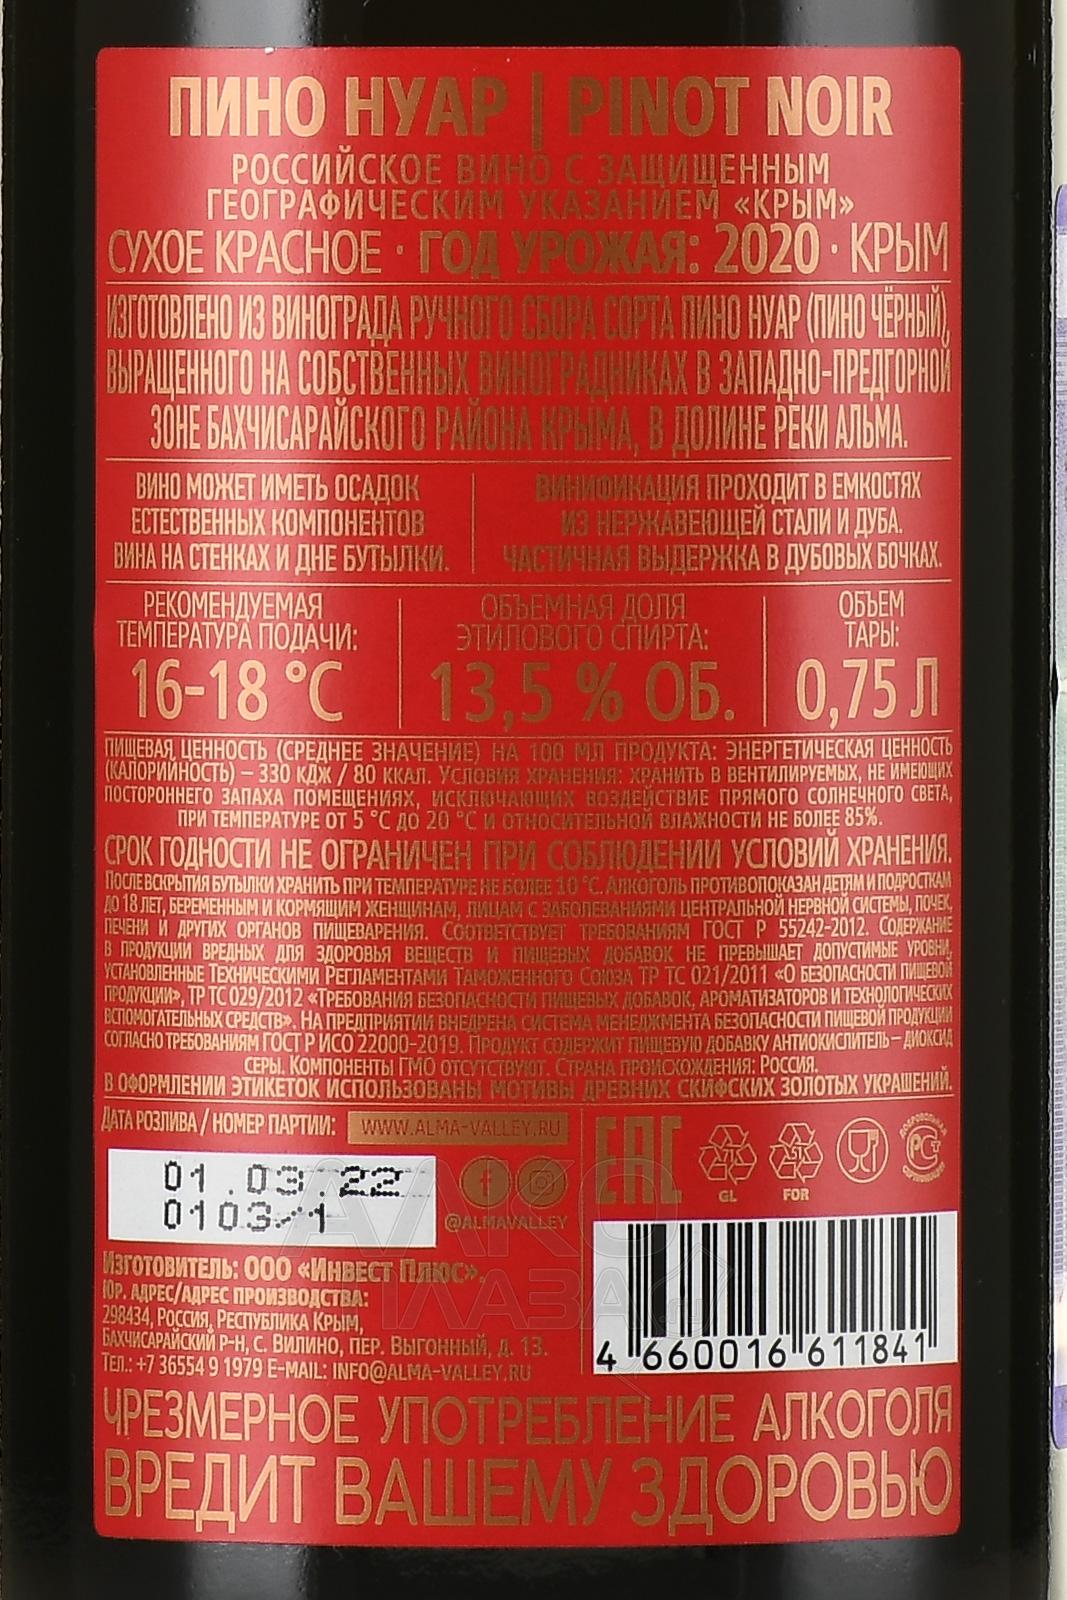 ПИНО НУАР | PINOT NOIR
РОССИЙСКОЕ ВИНО С ЗАЩИЩЕННЫМ
ГЕОГРАФИЧЕСКИМ УКАЗАНИЕМ «КРЫМ»
СУХОЕ КРАСНОЕ · ГОД УРОЖАЯ: 2020 · КРЫМ
ИЗГОТОВЛЕНО ИЗ ВИНОГРАДА РУЧНОГО СБОРА СОРТА ПИНО НУАР (ПИНО ЧЁРНЫЙ),
ВЫРАЩЕННОГО НА СОБСТВЕННЫХ ВИНОГРАДНИКАХ В ЗАПАДНО-ПРЕДГОРНОЙ
ЗОНЕ БАХЧИСАРАЙСКОГО РАЙОНА КРЫМА, В ДОЛИНЕ РЕКИ АЛЬМА.
ВИНО МОЖЕТ ИМЕТЬ ОСАДОК
ЕСТЕСТВЕННЫХ КОМПОНЕНТОВ
ВИНА НА СТЕНКАХ И ДНЕ БУТЫЛКИ.
ВИНИФИКАЦИЯ ПРОХОДИТ В ЕМКОСТЯХ
ИЗ НЕРЖАВЕЮЩЕЙ СТАЛИ И ДУБА.
ЧАСТИЧНАЯ ВЫДЕРЖКА В ДУБОВЫХ БОЧКАХ.
РЕКОМЕНДУЕМАЯ
ТЕМПЕРАТУРА ПОДАЧИ:
16-18 °C
ОБЪЕМНАЯ ДОЛЯ
ЭТИЛОВОГО СПИРТА:
13,5 % ОБ.
ОБЪЕМ
ТАРЫ:
0,75 Л
ПИЩЕВАЯ ЦЕННОСТЬ (СРЕДНЕЕ ЗНАЧЕНИЕ) НА 100 МЛ ПРОДУКТА: ЭНЕРГЕТИЧЕСКАЯ ЦЕННОСТЬ
(КАЛОРИЙНОСТЬ) – 330 КДЖ / 80 ККАЛ. УСЛОВИЯ ХРАНЕНИЯ: ХРАНИТЬ В ВЕНТИЛИРУЕМЫХ, НЕ ИМЕЮЩИХ
ПОСТОРОННЕГО ЗАПАХА ПОМЕЩЕНИЯХ, ИСКЛЮЧАЮЩИХ ВОЗДЕЙСТВИЕ ПРЯМОГО СОЛНЕЧНОГО СВЕТА,
ПРИ ТЕМПЕРАТУРЕ ОТ 5 °C ДО 20 °C И ОТНОСИТЕЛЬНОЙ ВЛАЖНОСТИ НЕ БОЛЕЕ 85%.
СРОК ГОДНОСТИ НЕ ОГРАНИЧЕН ПРИ СОБЛЮДЕНИИ УСЛОВИЙ ХРАНЕНИЯ.
ПОСЛЕ ВСКРЫТИЯ БУТЫЛКИ ХРАНИТЬ ПРИ ТЕМПЕРАТУРЕ НЕ БОЛЕЕ 10 °C. АЛКОГОЛЬ ПРОТИВОПОКАЗАН ДЕТЯМ И ПОДРОСТКАМ
ДО 18 ЛЕТ, БЕРЕМЕННЫМ И КОРМЯЩИМ ЖЕНЩИНАМ, ЛИЦАМ С ЗАБОЛЕВАНИЯМИ ЦЕНТРАЛЬНОЙ НЕРВНОЙ СИСТЕМЫ, ПОЧЕК,
ПЕЧЕНИ И ДРУГИХ ОРГАНОВ ПИЩЕВАРЕНИЯ. СООТВЕТСТВУЕТ ТРЕБОВАНИЯМ ГОСТ Р 55242-2012. СОДЕРЖАНИЕ
В ПРОДУКЦИИ ВРЕДНЫХ ДЛЯ ЗДОРОВЬЯ ВЕЩЕСТВ И ПИЩЕВЫХ ДОБАВОК НЕ ПРЕВЫШАЕТ ДОПУСТИМЫЕ УРОВНИ,
УСТАНОВЛЕННЫЕ ТЕХНИЧЕСКИМИ РЕГЛАМЕНТАМИ ТАМОЖЕННОГО СОЮЗА ТР ТС 021/2011 «О БЕЗОПАСНОСТИ ПИЩЕВОЙ
ПРОДУКЦИИ», ТР ТС 029/2012 «ТРЕБОВАНИЯ БЕЗОПАСНОСТИ ПИЩЕВЫХ ДОБАВОК, АРОМАТИЗАТОРОВ И ТЕХНОЛОГИЧЕСКИХ
ВСПОМОГАТЕЛЬНЫХ СРЕДСТВ». НА ПРЕДПРИЯТИИ ВНЕДРЕНА СИСТЕМА МЕНЕДЖМЕНТА БЕЗОПАСНОСТИ ПИЩЕВОЙ ПРОДУКЦИИ
СОГЛАСНО ТРЕБОВАНИЯМ ГОСТ Р ИСО 22000-2019. ПРОДУКТ СОДЕРЖИТ ПИЩЕВУЮ ДОБАВКУ АНТИОКИСЛИТЕЛЬ – ДИОКСИД
СЕРЫ. КОМПОНЕНТЫ ГМО ОТСУТСТВУЮТ. СТРАНА ПРОИСХОЖДЕНИЯ: РОССИЯ.
В ОФОРМЛЕНИИ ЭТИКЕТОК ИСПОЛЬЗОВАНЫ МОТИВЫ ДРЕВНИХ СКИФСКИХ ЗОЛОТЫХ УКРАШЕНИЙ.
ДАТА РОЗЛИВА / НОМЕР ПАРТИИ:
WWW.ALMA-VALLEY.RU
01.03.22
0103/1
@ALMAVALLEY
EAC
71
GL
71
FOR
ДОБРОВОЛЬНАЯ
РСТ
СЕРТИФИКАЦИЯ
ИЗГОТОВИТЕЛЬ: ООО «ИНВЕСТ ПЛЮС».
ЮР. АДРЕС/АДРЕС ПРОИЗВОДСТВА:
298434, РОССИЯ, РЕСПУБЛИКА КРЫМ,
БАХЧИСАРАЙСКИЙ Р-Н, С. ВИЛИНО, ПЕР. ВЫГОННЫЙ, Д. 13.
ТЕЛ.: +7 36554 9 1979 E-MAIL: INFO@ALMA-VALLEY.RU
4 660016 611841
ЧРЕЗМЕРНОЕ УПОТРЕБЛЕНИЕ АЛКОГОЛЯ
ВРЕДИТ ВАШЕМУ ЗДОРОВЬЮ
АЛКО
ПЛАЗА